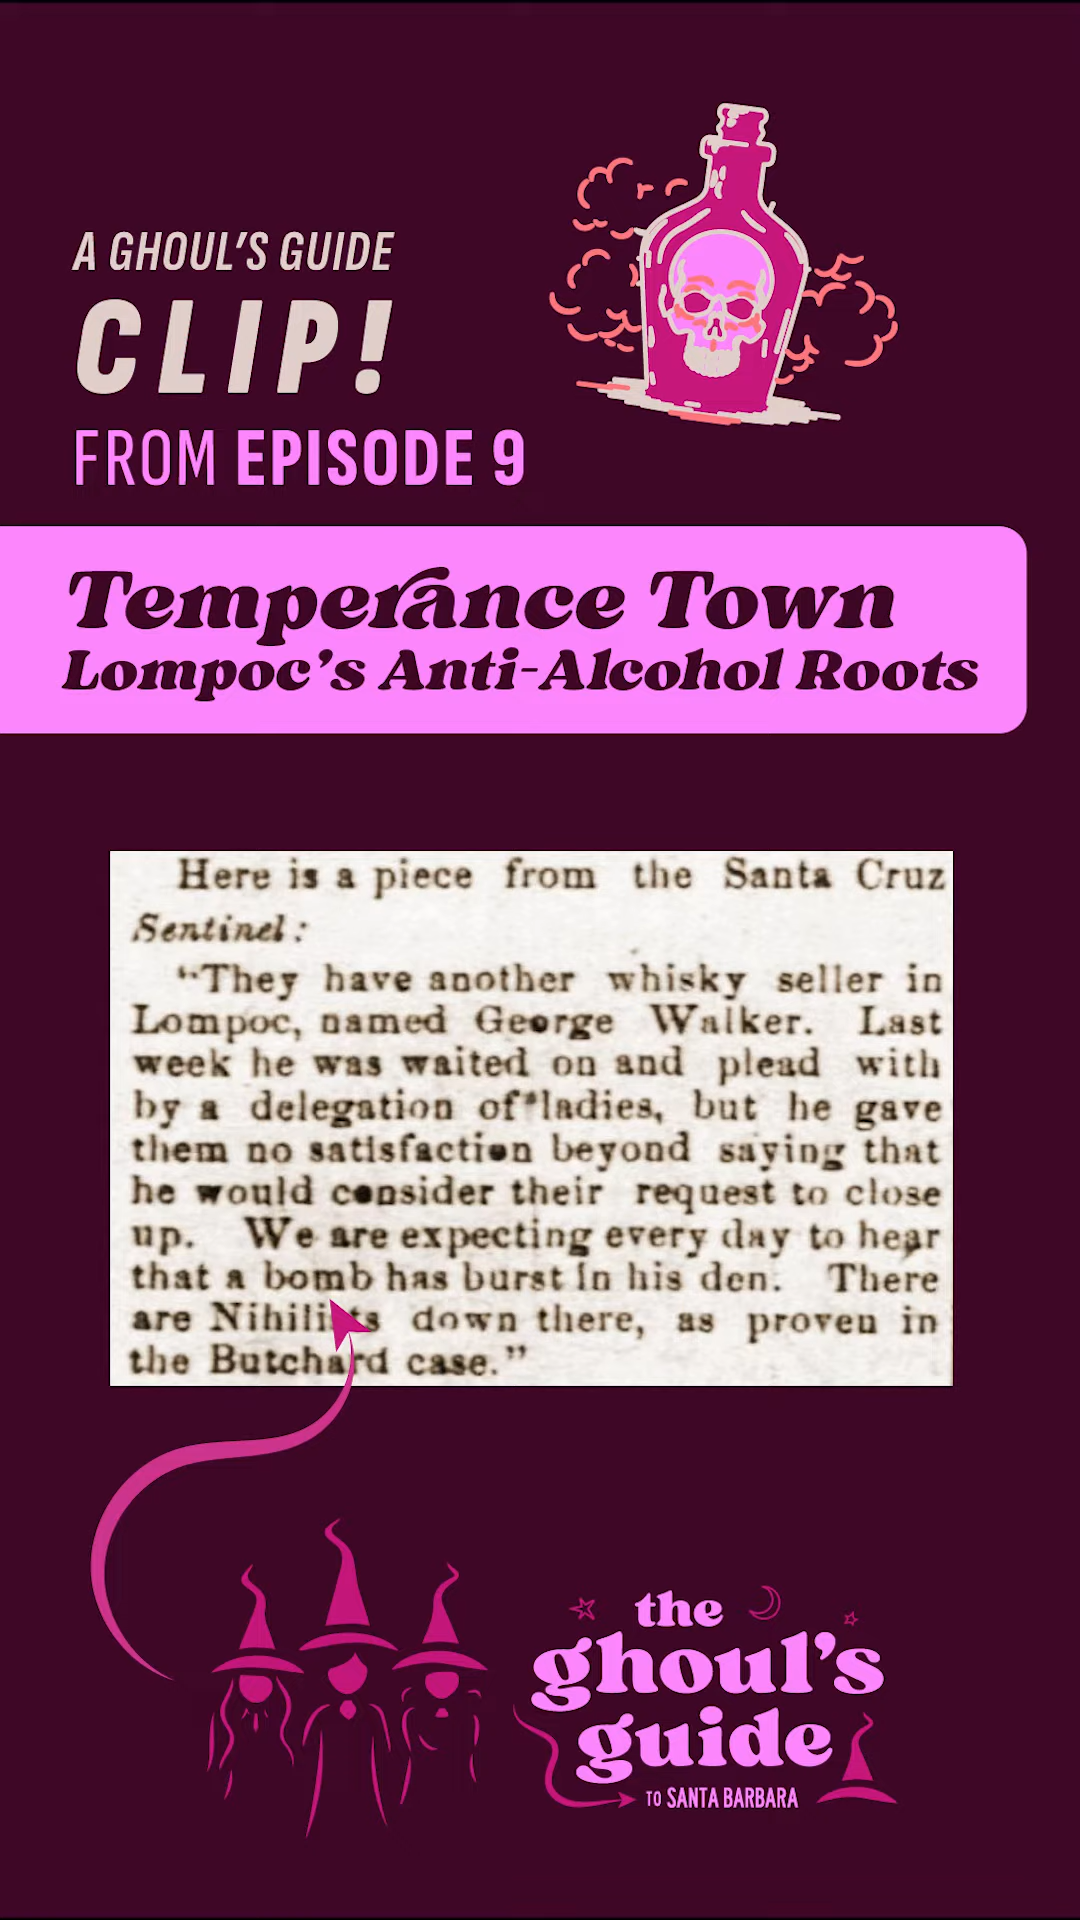 A GHOUL'S GUIDE
CLIP!
FROM EPISODE 9
Temperance Town
Lompoc's Anti-Alcohol Roots
Here is a piece from the Santa Cruz
Sentinel:
"They have another whisky seller in
Lompoc, named George Walker. Last
week he was waited on and plead with
by a delegation of ladies, but he gave
them no satisfaction beyond saying that
he would consider their request to close
up. We are expecting every day to hear
that a bomb has burst in his den. There
are Nihilists down there, as proven in
the Butchard case."
the
ghoul's
guide
TO SANTA BARBARA